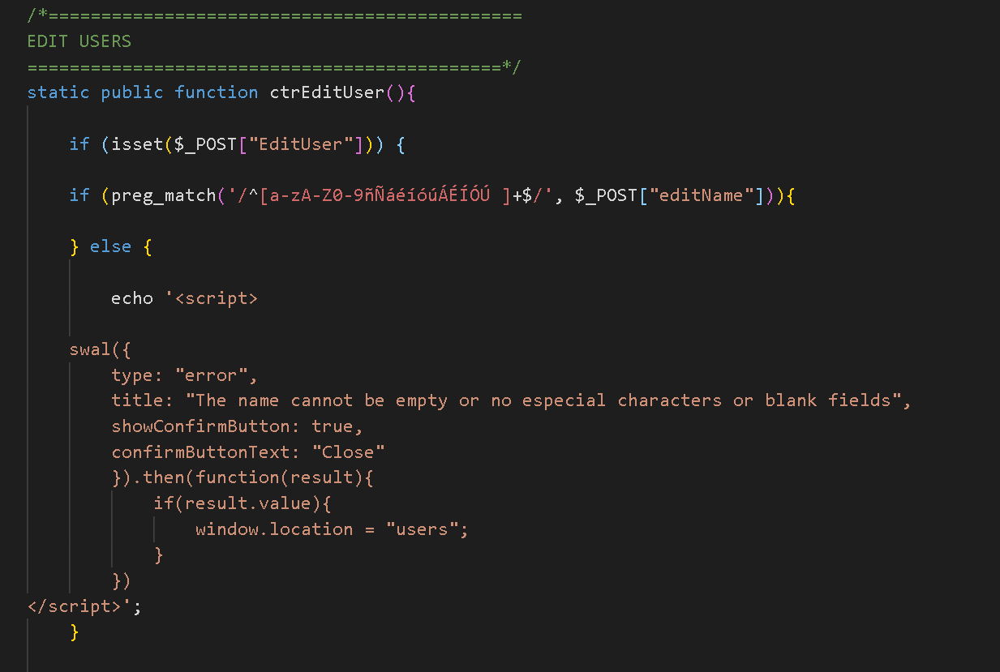 /*=============================================
EDIT USERS
=============================================*/
static public function ctrEditUser(){
if (isset($_POST["EditUser"])) {
if (preg_match('/^[a-zA-Z0-9ñÑáéíóúÁÉÍÓÚ ]+$/', $_POST["editName"])){
} else {
echo '<script>
swal({
type: "error",
title: "The name cannot be empty or no especial characters or blank fields",
showConfirmButton: true,
confirmButtonText: "Close"
}).then(function(result){
if(result.value){
window.location = "users";
}
})
</script>';
}